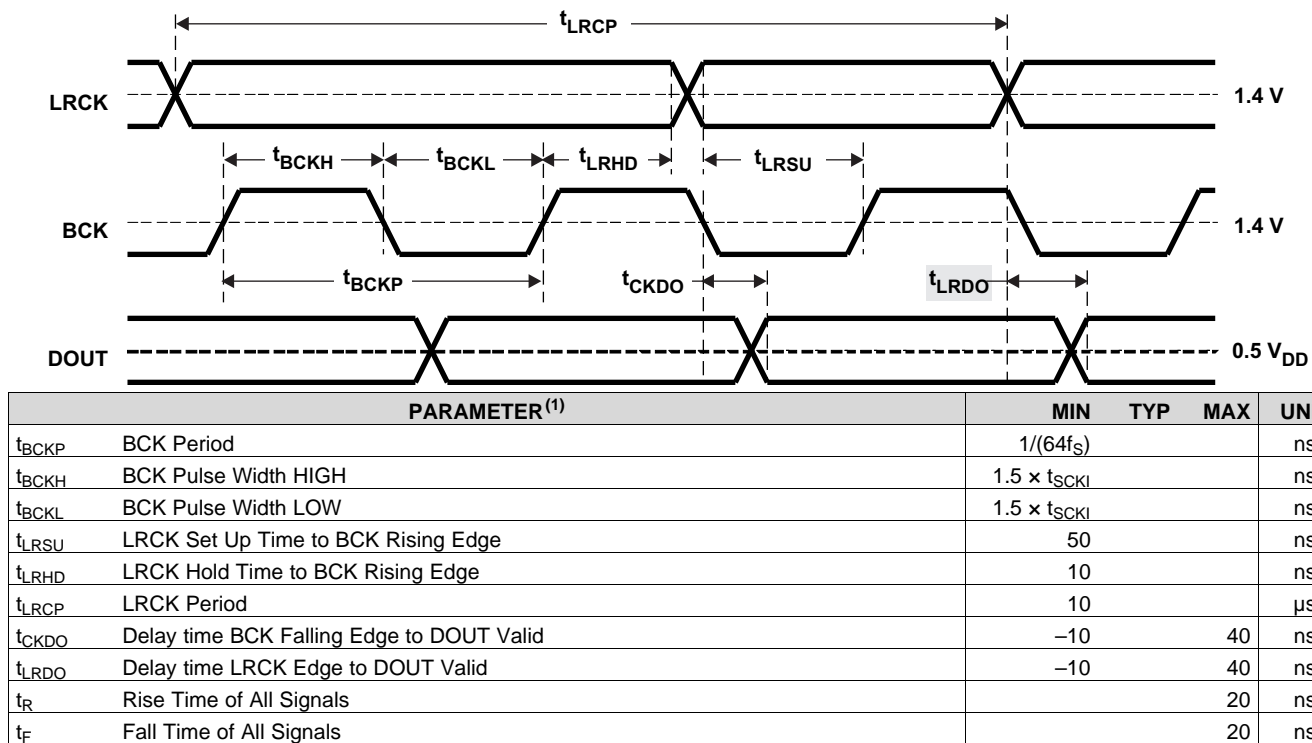 tLRCP
LRCK
1.4 V
tBCKH tBCKL tLRHD tLRSU
BCK
1.4 V
tBCKP tCKDO tLRDO
DOUT
0.5 VDD
PARAMETER(1) MIN TYP MAX UN
tBCKP BCK Period 1/(64fS) ns
tBCKH BCK Pulse Width HIGH 1.5 × tSCKI ns
tBCKL BCK Pulse Width LOW 1.5 × tSCKI ns
tLRSU LRCK Set Up Time to BCK Rising Edge 50 ns
tLRHD LRCK Hold Time to BCK Rising Edge 10 ns
tLRCP LRCK Period 10 µs
tCKDO Delay time BCK Falling Edge to DOUT Valid –10 40 ns
tLRDO Delay time LRCK Edge to DOUT Valid –10 40 ns
tR Rise Time of All Signals 20 ns
tF Fall Time of All Signals 20 ns